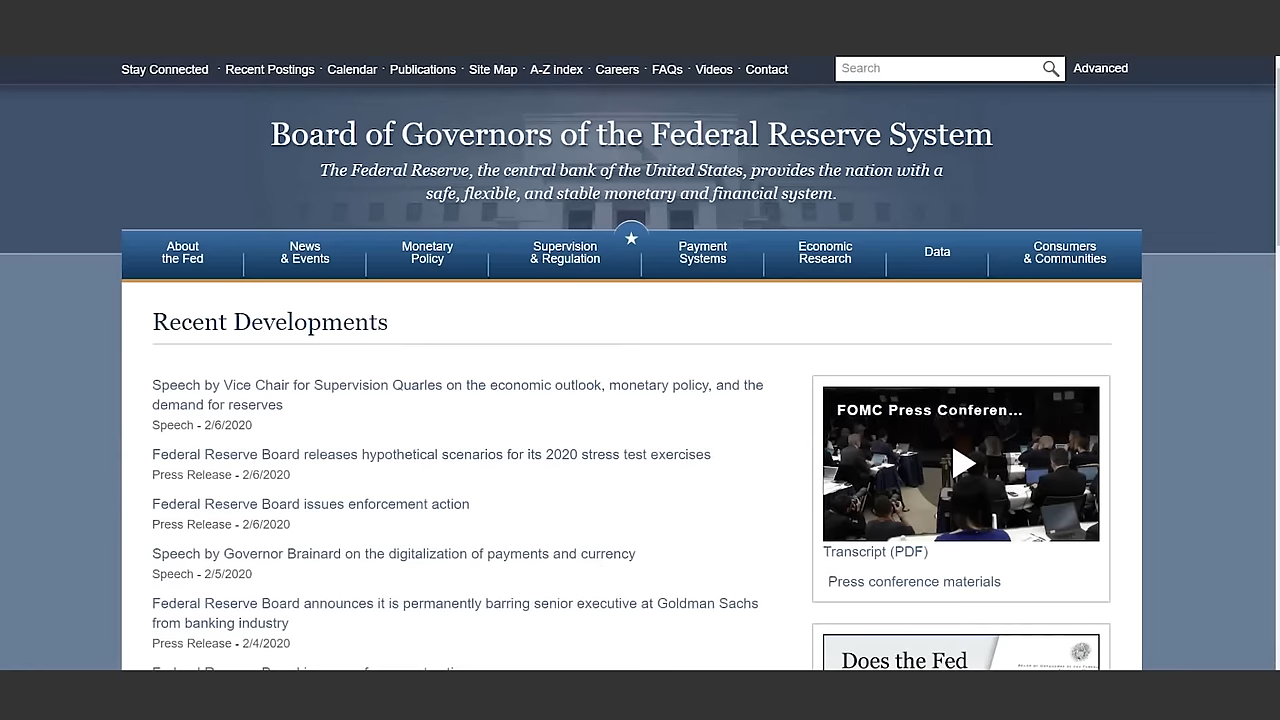 Stay Connected · Recent Postings · Calendar · Publications · Site Map · A-Z index · Careers · FAQs · Videos · Contact
Search
Advanced
Board of Governors of the Federal Reserve System
The Federal Reserve, the central bank of the United States, provides the nation with a
safe, flexible, and stable monetary and financial system.
About
the Fed
News
& Events
Monetary
Policy
Supervision
& Regulation
Payment
Systems
Economic
Research
Data
Consumers
& Communities
Recent Developments
Speech by Vice Chair for Supervision Quarles on the economic outlook, monetary policy, and the
demand for reserves
Speech - 2/6/2020
Federal Reserve Board releases hypothetical scenarios for its 2020 stress test exercises
Press Release - 2/6/2020
Federal Reserve Board issues enforcement action
Press Release - 2/6/2020
Speech by Governor Brainard on the digitalization of payments and currency
Speech - 2/5/2020
Federal Reserve Board announces it is permanently barring senior executive at Goldman Sachs
from banking industry
Press Release - 2/4/2020
FOMC Press Conferen...
Transcript (PDF)
Press conference materials
Does the Fed